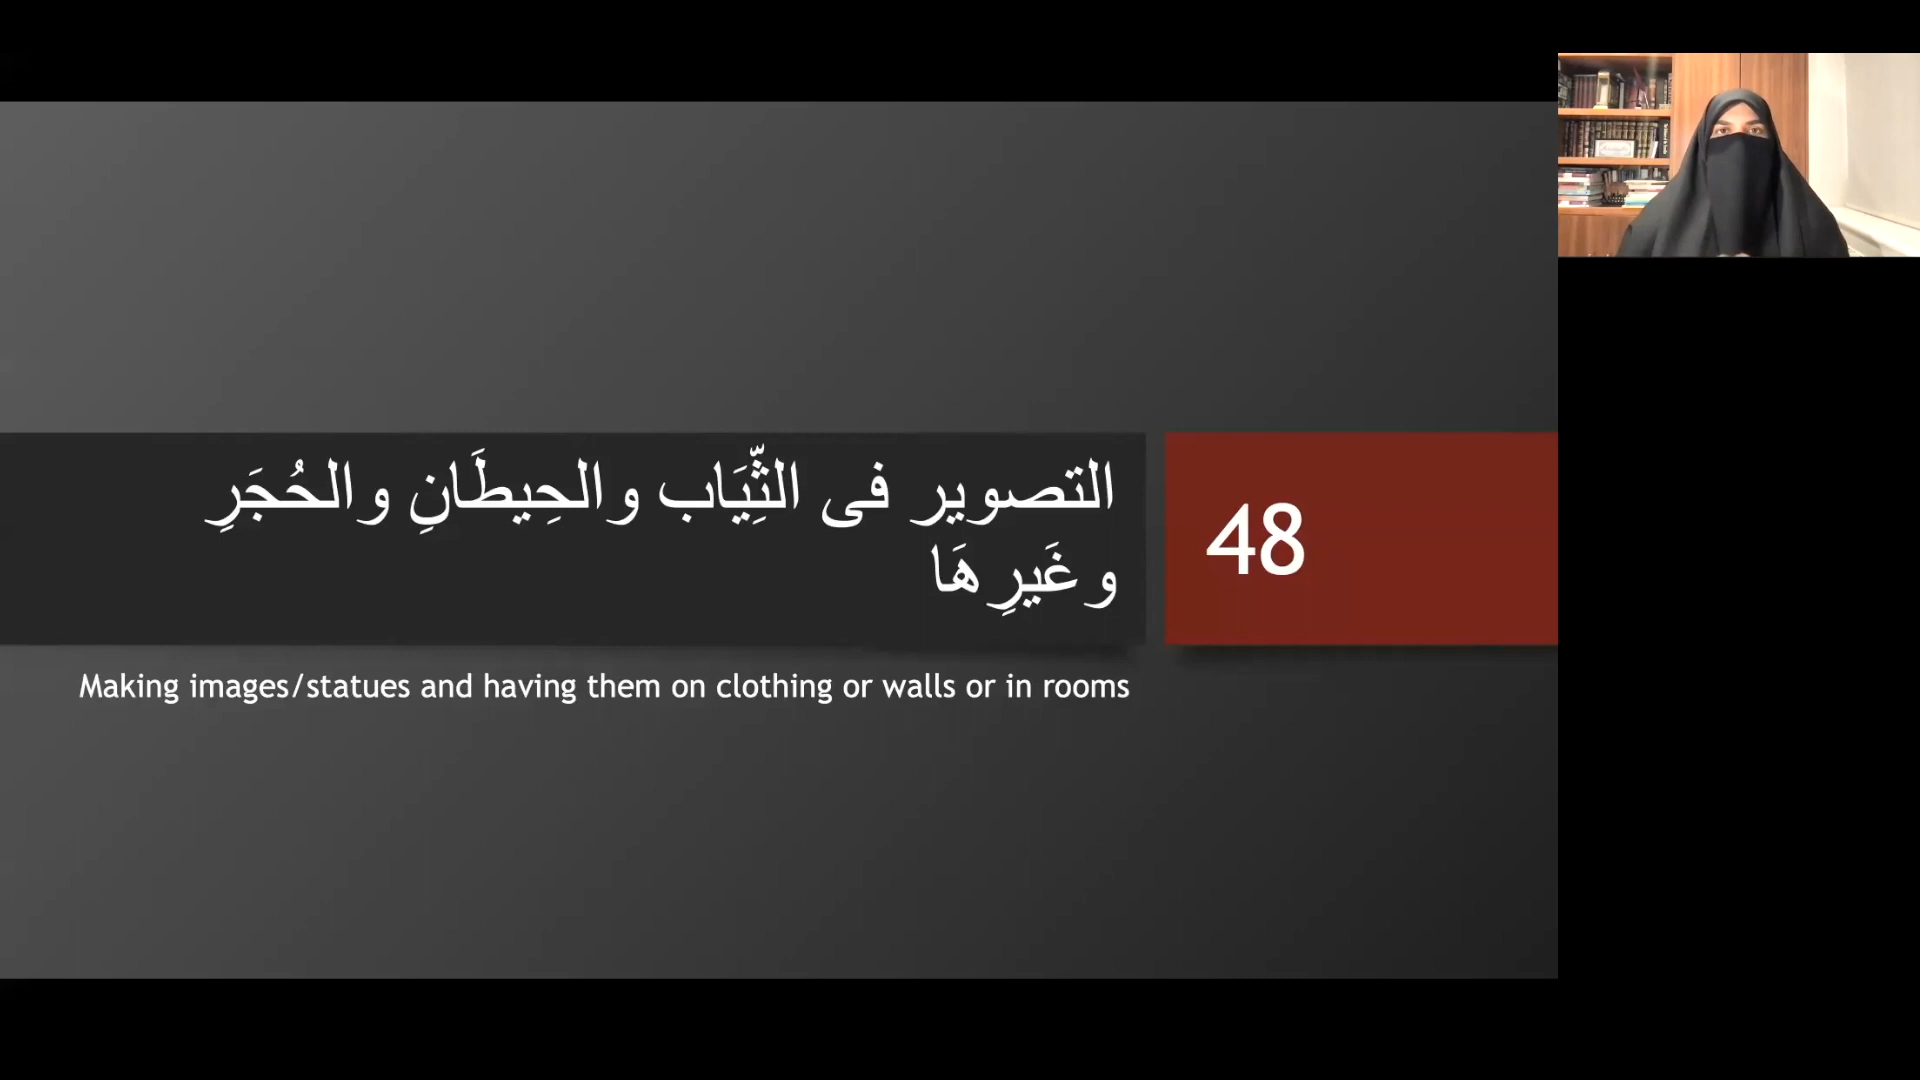 التصوير فى الثِّيَاب والحِيطَانِ والحُجَرِ
وغَيرِهَا
48
Making images/statues and having them on clothing or walls or in rooms